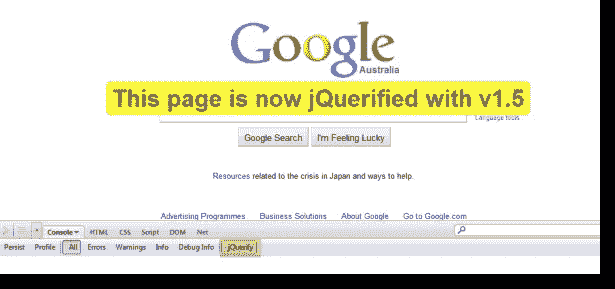 Google
Australia
This page is now jQuerified with v1.5
Language Tools
Google Search I'm Feeling Lucky
Resources related to the crisis in Japan and ways to help.
Advertising Programmes Business Solutions About Google Go to Google.com
Console HTML CSS Script DOM Net
Persist Profile All Errors Warnings Info Debug Info jQuerify